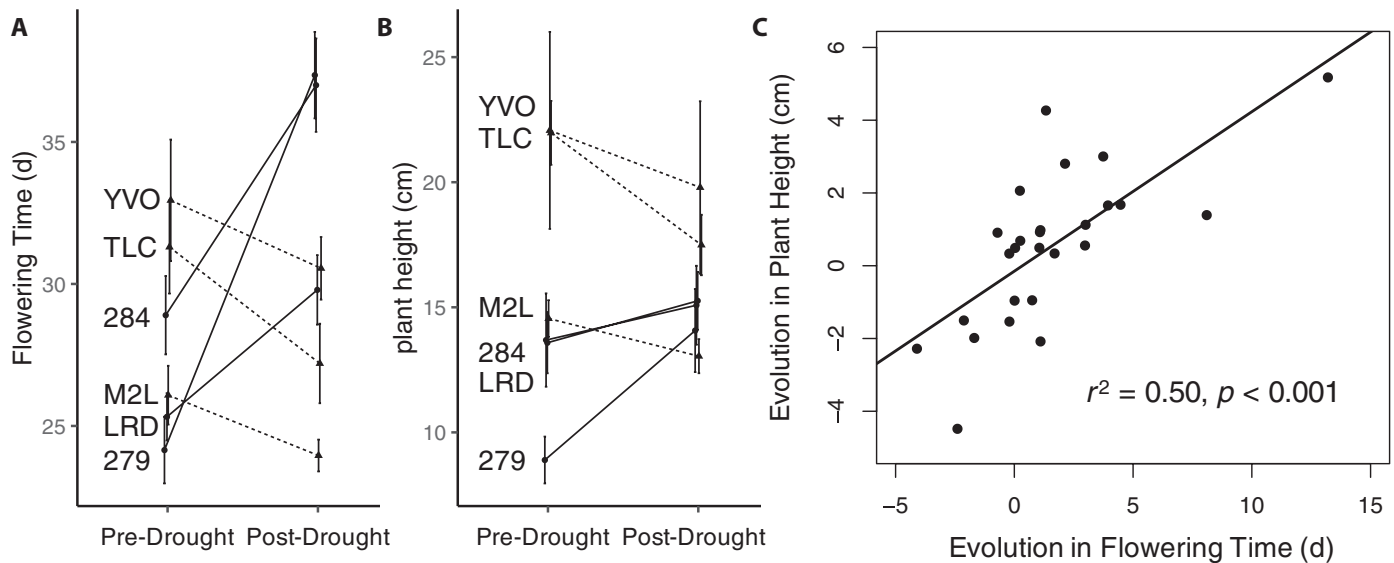 A
Flowering Time (d)
35
30
25
YVO
TLC
284
M2L
LRD
279
Pre-Drought Post-Drought
B
plant height (cm)
25
20
15
10
YVO
TLC
M2L
284
LRD
279
Pre-Drought Post-Drought
C
Evolution in Plant Height (cm)
6
4
2
0
−2
−4
r² = 0.50, p < 0.001
−5 0 5 10 15
Evolution in Flowering Time (d)